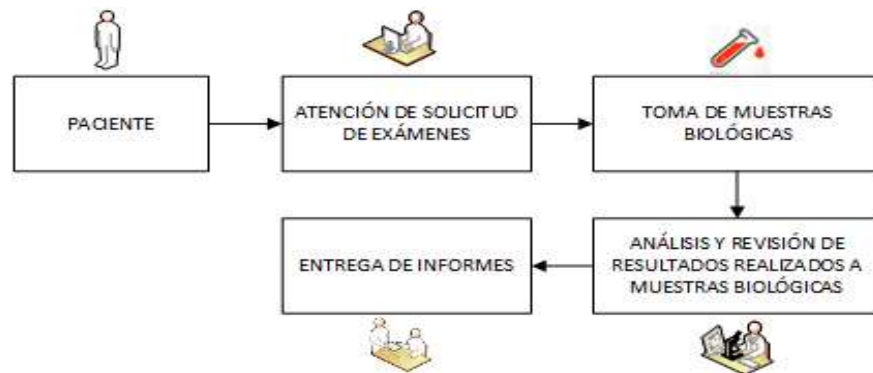 PACIENTE
ATENCIÓN DE SOLICITUD
DE EXÁMENES
TOMA DE MUESTRAS
BIOLÓGICAS
ANÁLISIS Y REVISIÓN DE
RESULTADOS REALIZADOS A
MUESTRAS BIOLÓGICAS
ENTREGA DE INFORMES